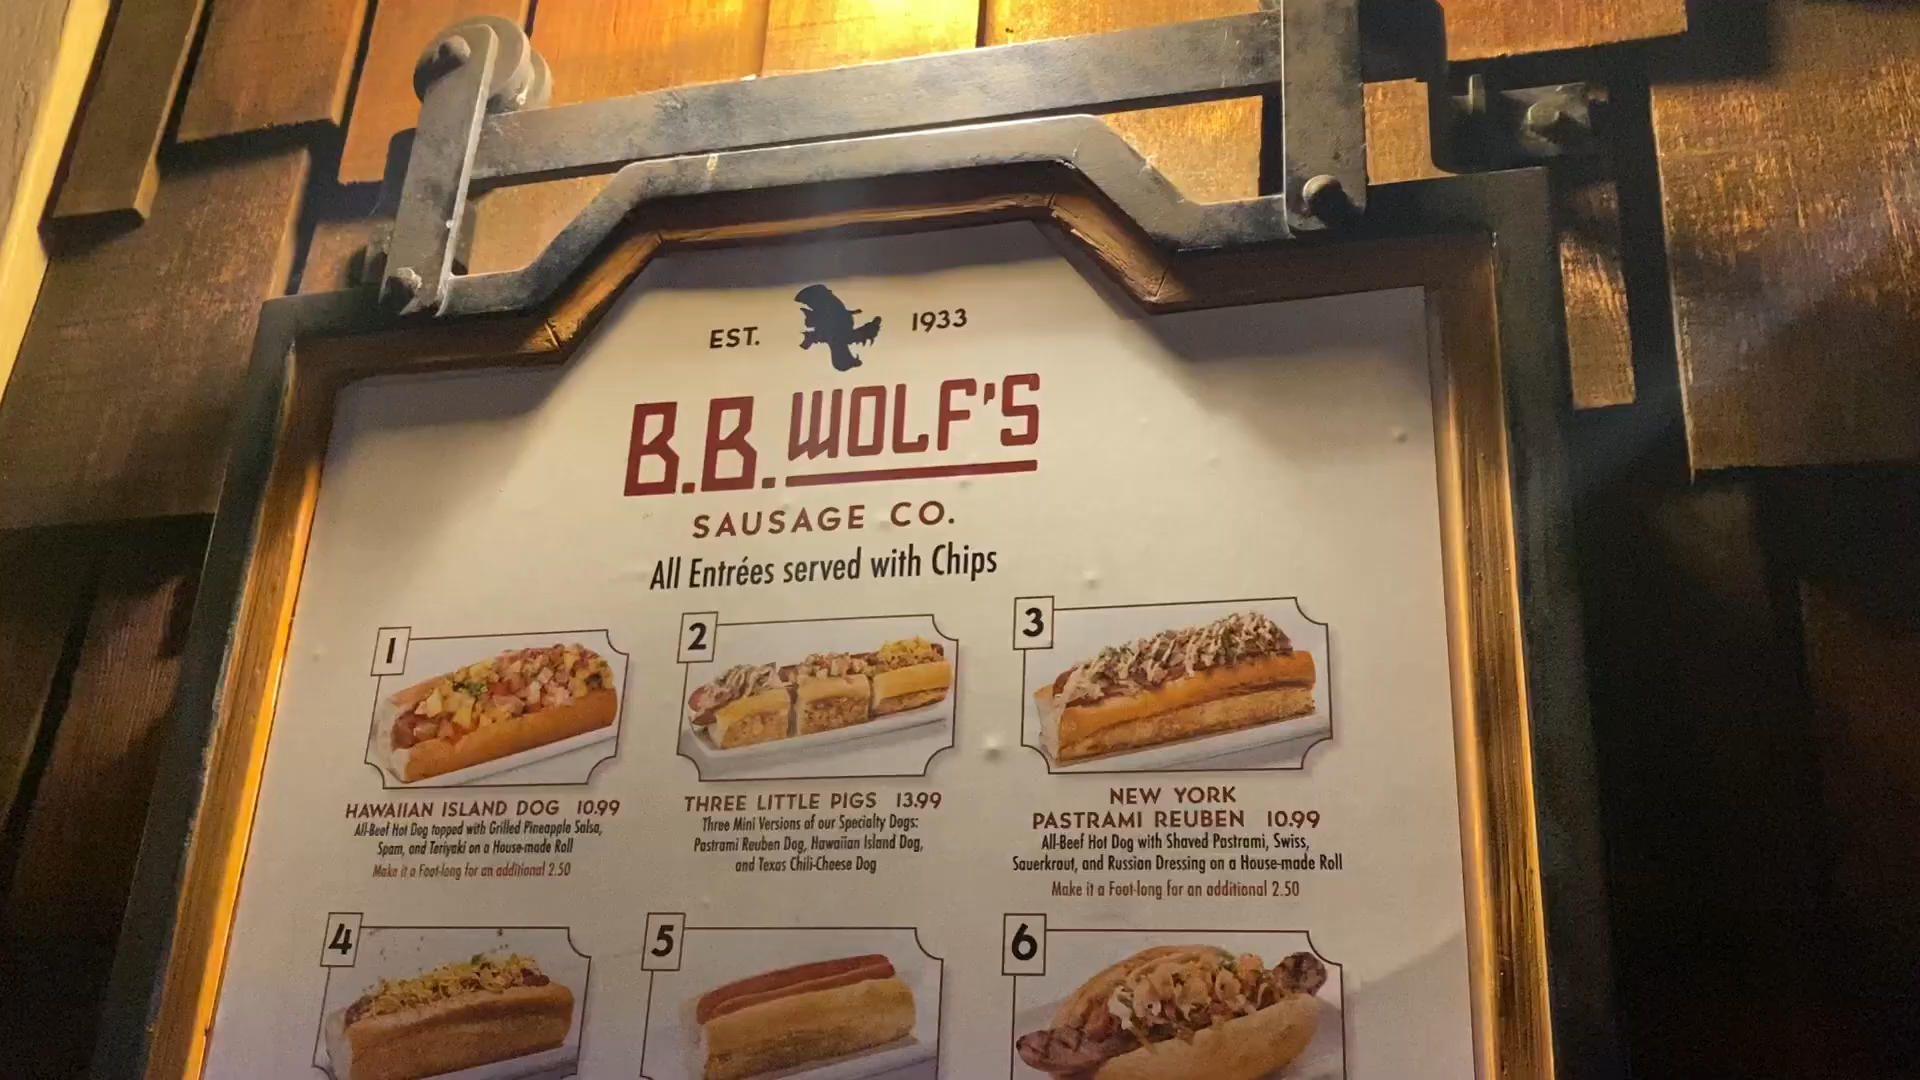 EST. 1933
B.B. WOLF'S
SAUSAGE CO.
All Entrées served with Chips
1
HAWAIIAN ISLAND DOG 10.99
All-Beef Hot Dog topped with Grilled Pineapple Salsa,
Spam, and Teriyaki on a House-made Roll
Make it a Foot-long for an additional 2.50
2
THREE LITTLE PIGS 13.99
Three Mini Versions of our Specialty Dogs:
Pastrami Reuben Dog, Hawaiian Island Dog,
and Texas Chili-Cheese Dog
3
NEW YORK
PASTRAMI REUBEN 10.99
All-Beef Hot Dog with Shaved Pastrami, Swiss,
Sauerkraut, and Russian Dressing on a House-made Roll
Make it a Foot-long for an additional 2.50
4
5
6